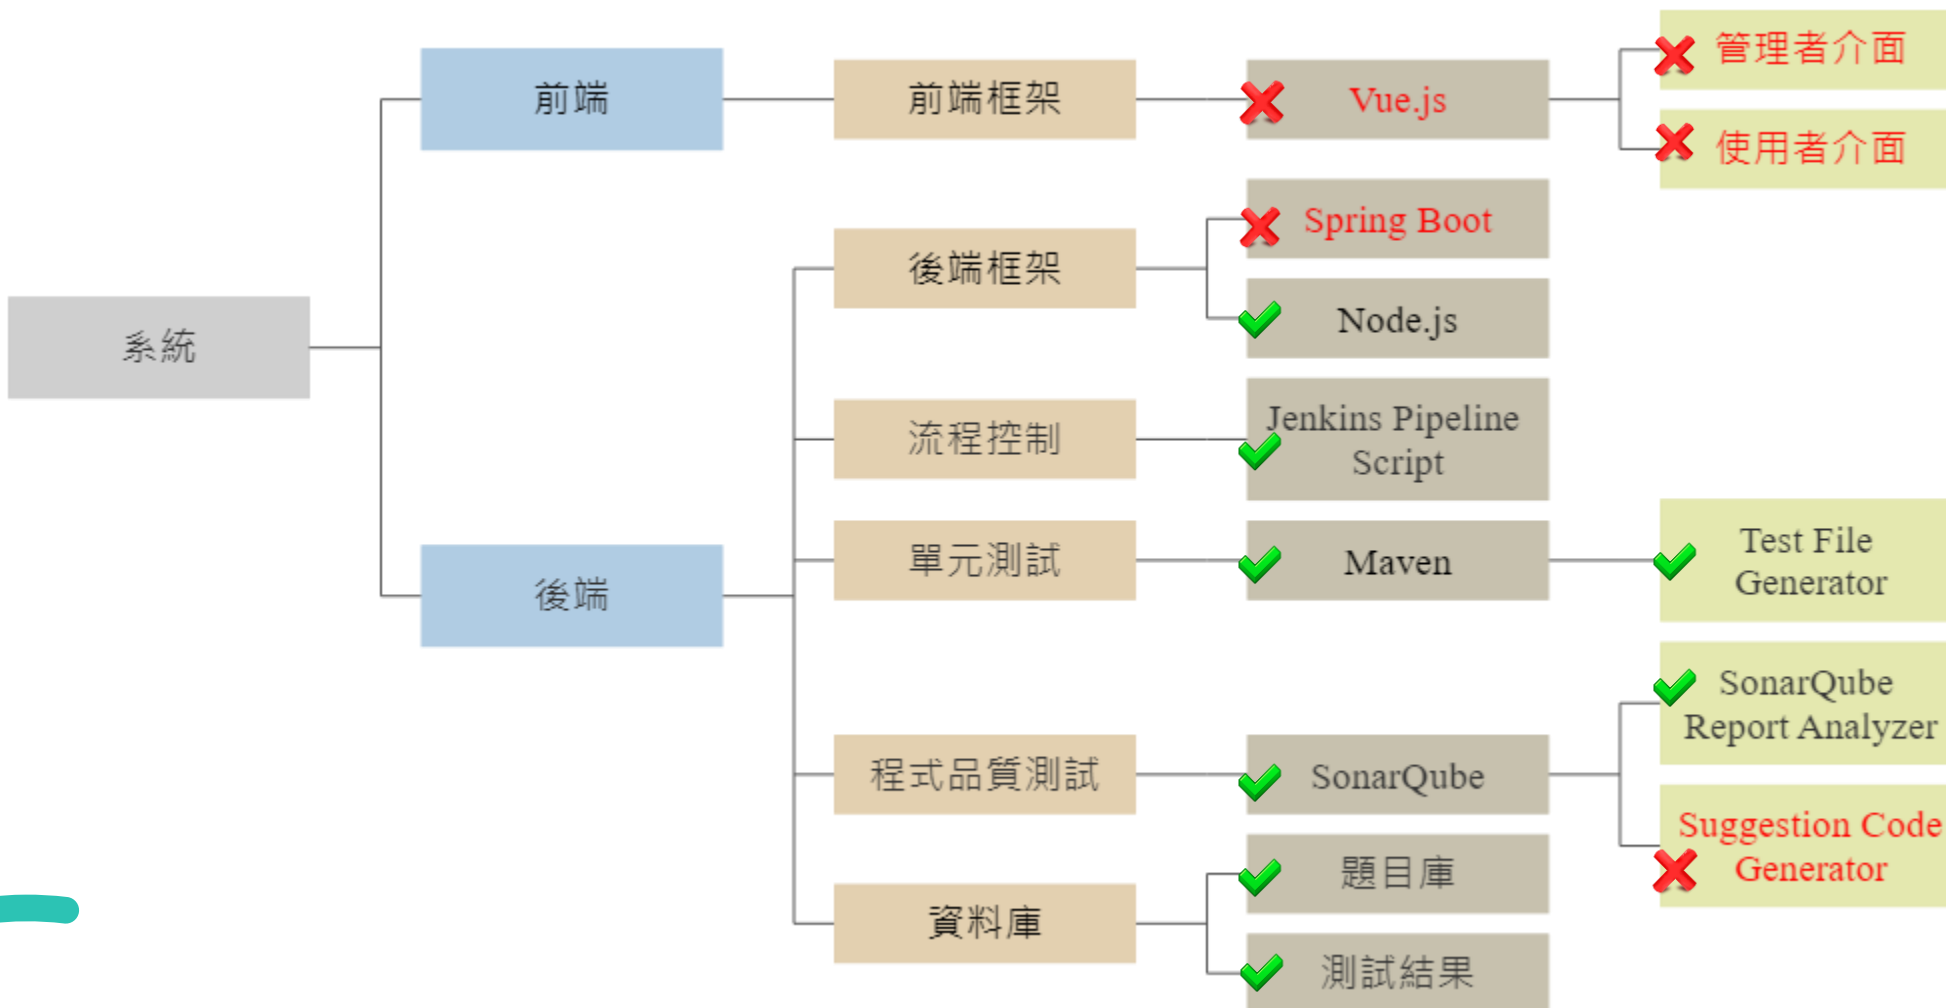 系統
前端
前端框架
Vue.js
管理者介面
使用者介面
後端
後端框架
Spring Boot
Node.js
流程控制
Jenkins Pipeline
Script
單元測試
Maven
Test File
Generator
程式品質測試
SonarQube
SonarQube
Report Analyzer
Suggestion Code
Generator
資料庫
題目庫
測試結果